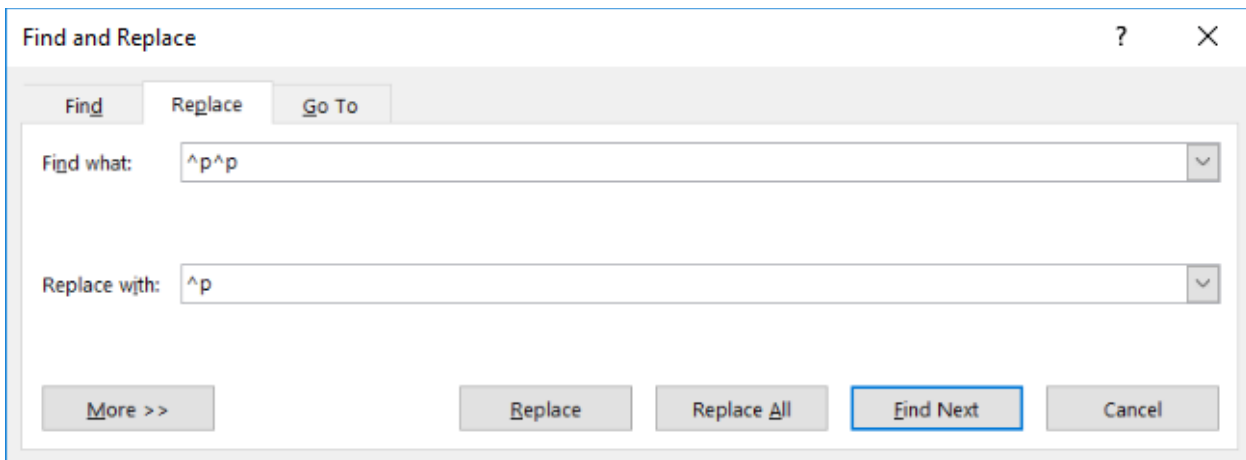 Find and Replace ? X
Find Replace Go To
Find what: ^p^p
Replace with: ^p
More >> Replace Replace All Find Next Cancel